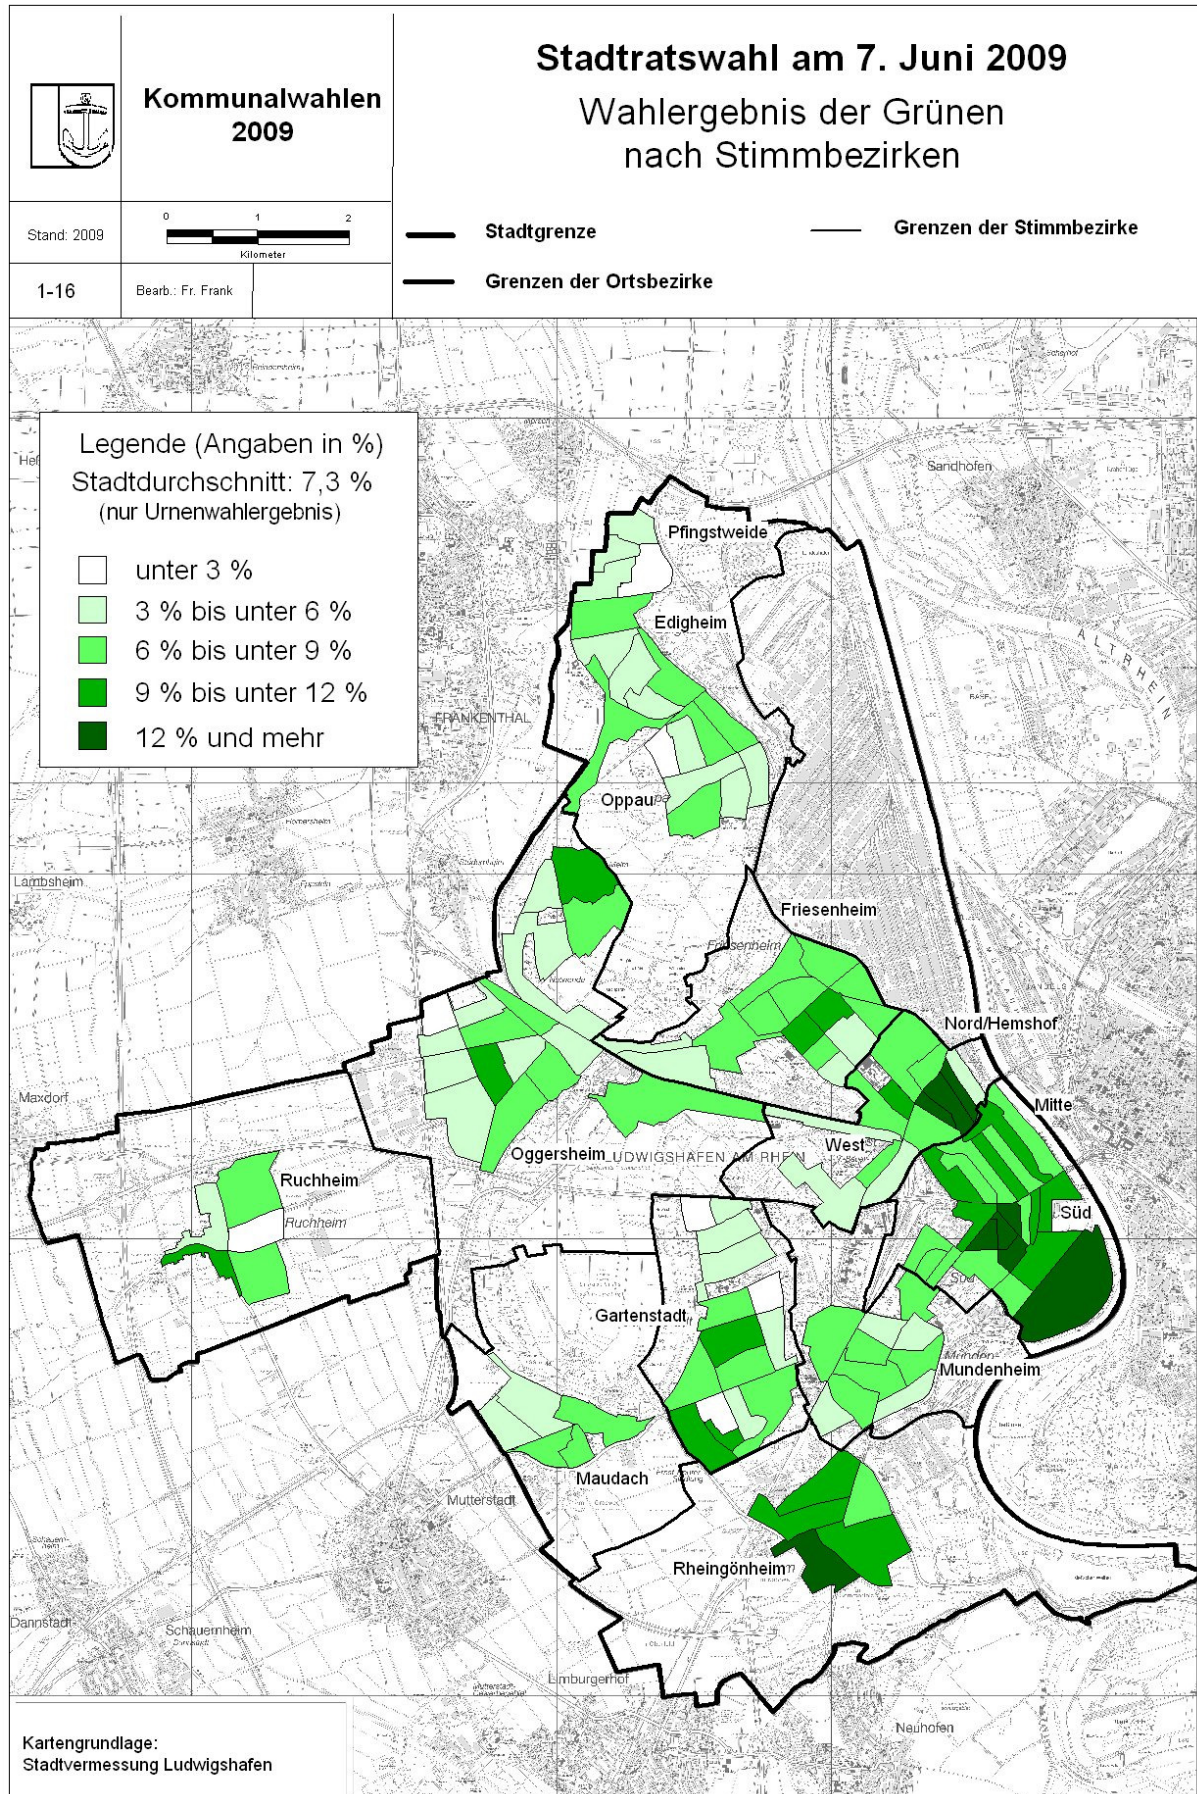 Kommunalwahlen
2009
Stadtratswahl am 7. Juni 2009
Wahlergebnis der Grünen
nach Stimmbezirken
Stand: 2009
0 1 2
Kilometer
1-16
Bearb.: Fr. Frank
Stadtgrenze
Grenzen der Stimmbezirke
Grenzen der Ortsbezirke
Legende (Angaben in %)
Stadtdurchschnitt: 7,3 %
(nur Urnenwahlergebnis)
unter 3 %
3 % bis unter 6 %
6 % bis unter 9 %
9 % bis unter 12 %
12 % und mehr
Sandhofen
Pfingstweide
Edigheim
ALTRHEIN
FRANKENTHAL
Oppau
Lambsheim
Friesenheim
Friesenheim
Nord/Hemshof
Maxdorf
Mitte
West
Oggersheim
LUDWIGSHAFEN AM RHEIN
Ruchheim
Ruchheim
Süd
Süd
Gartenstadt
Mundenheim
Maudach
Mutterstadt
Rheingönheim
Dannstadt-
Schauernheim
Limburgerhof
Neuhofen
Kartengrundlage:
Stadtvermessung Ludwigshafen